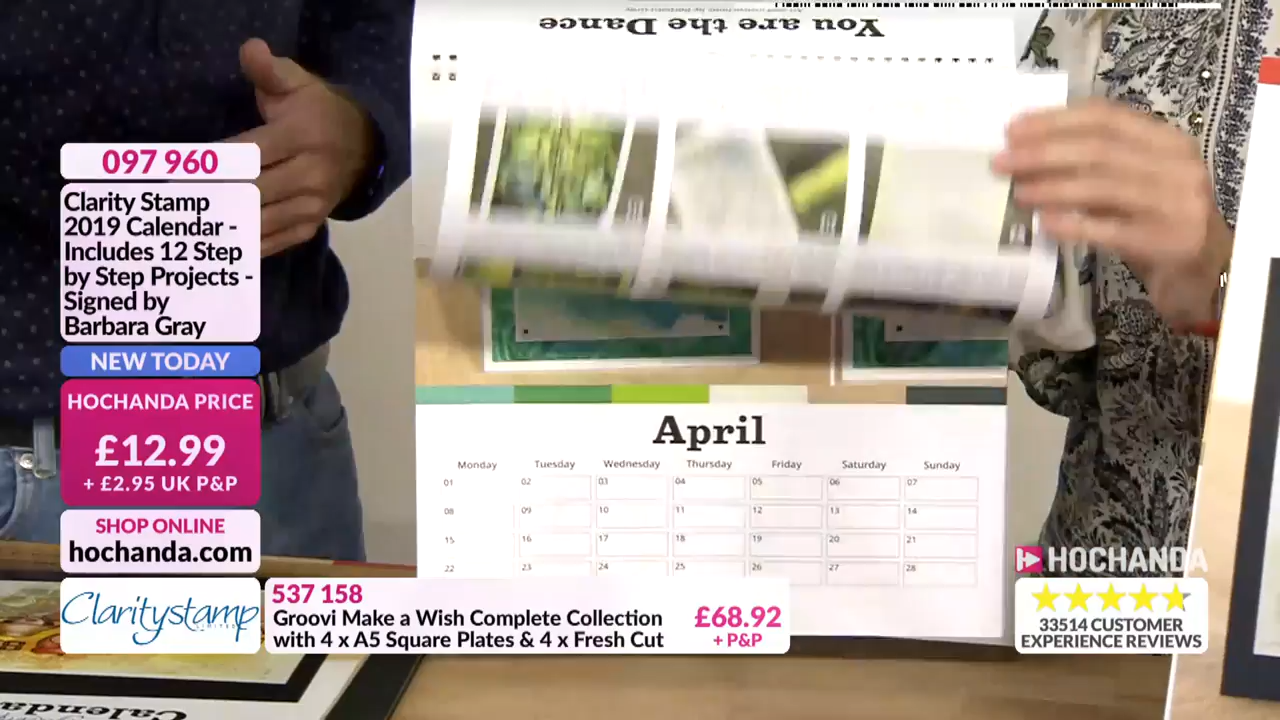 You are the Dance
097 960
Clarity Stamp
2019 Calendar -
Includes 12 Step
by Step Projects -
Signed by
Barbara Gray
NEW TODAY
HOCHANDA PRICE
£12.99
+ £2.95 UK P&P
SHOP ONLINE
hochanda.com
April
Monday Tuesday Wednesday Thursday Friday Saturday Sunday
01 02 03 04 05 06 07
08 09 10 11 12 13 14
15 16 17 18 19 20 21
22 23 24 25 26 27 28
Claritystamp
LIMITED
537 158
Groovi Make a Wish Complete Collection
with 4 x A5 Square Plates & 4 x Fresh Cut
£68.92
+ P&P
HOCHANDA
33514 CUSTOMER
EXPERIENCE REVIEWS
Calenda